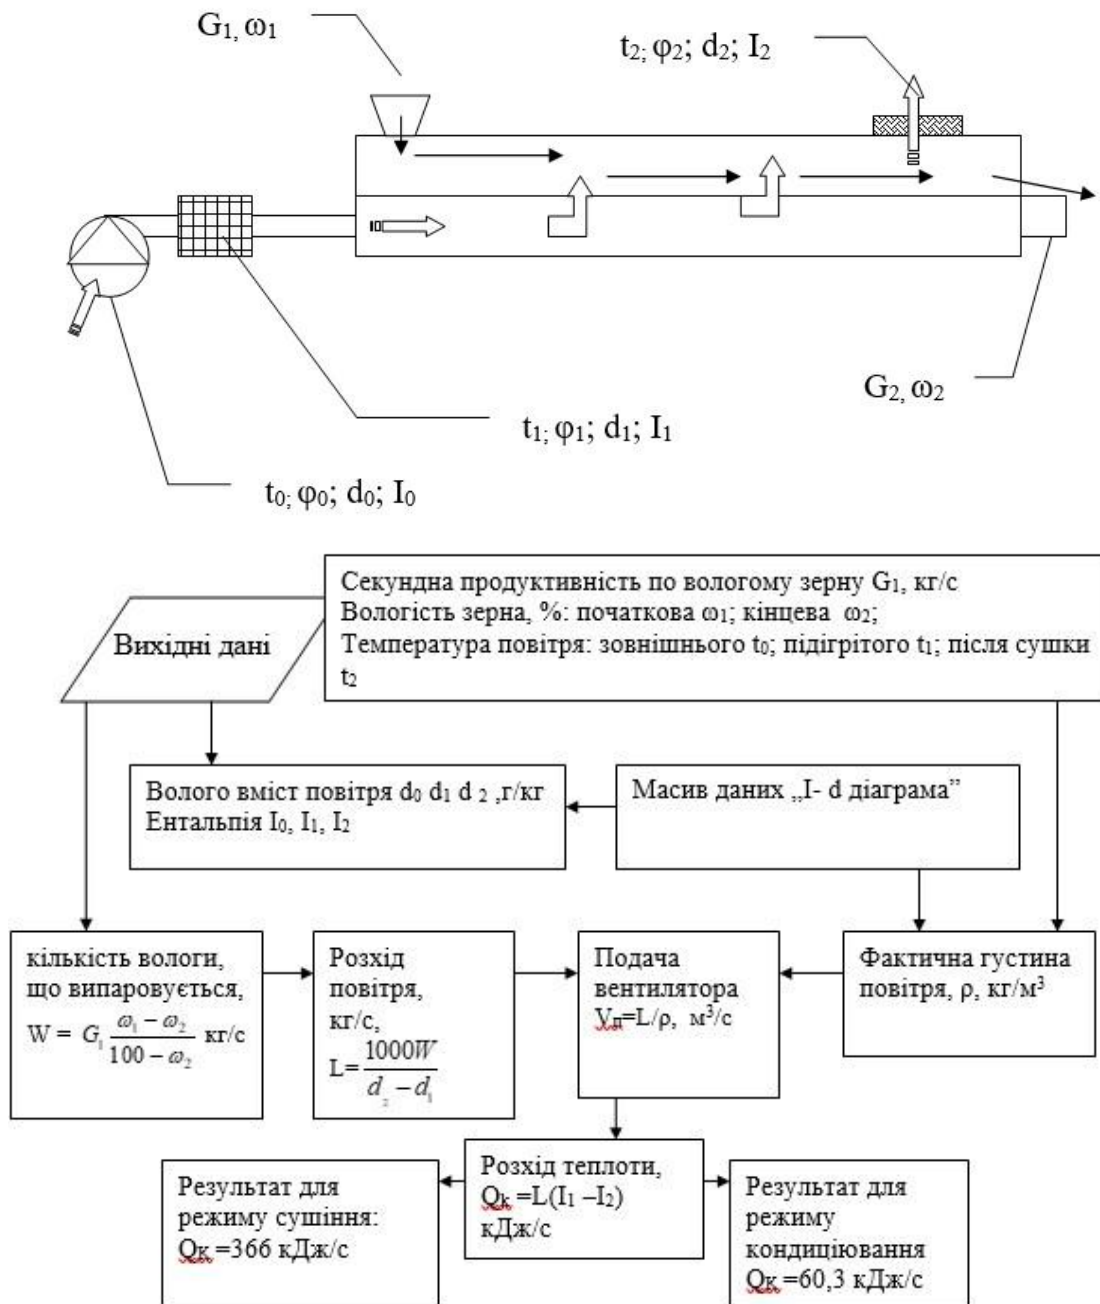 G₁, ω₁
t₂; φ₂; d₂; I₂
G₂, ω₂
t₁; φ₁; d₁; I₁
t₀; φ₀; d₀; I₀
Вихідні дані
Секундна продуктивність по вологому зерну G₁, кг/с
Вологість зерна, %: початкова ω₁; кінцева ω₂;
Температура повітря: зовнішнього t₀; підігрітого t₁; після сушки
t₂
Волого вміст повітря d₀ d₁ d ₂ ,г/кг
Ентальпія I₀, I₁, I₂
Масив даних „I- d діаграма”
кількість вологи,
що випаровується,
W = G₁ (ω₁ − ω₂)/(100 − ω₂) кг/с
Розхід
повітря,
кг/с,
L= 1000W/(d₂ − d₁)
Подача
вентилятора
Vп=L/ρ, м³/с
Фактична густина
повітря, ρ, кг/м³
Розхід теплоти,
Qk =L(I₁ –I₂)
кДж/с
Результат для
режиму сушіння:
QK =366 кДж/с
Результат для
режиму
кондиціювання
QK =60,3 кДж/с